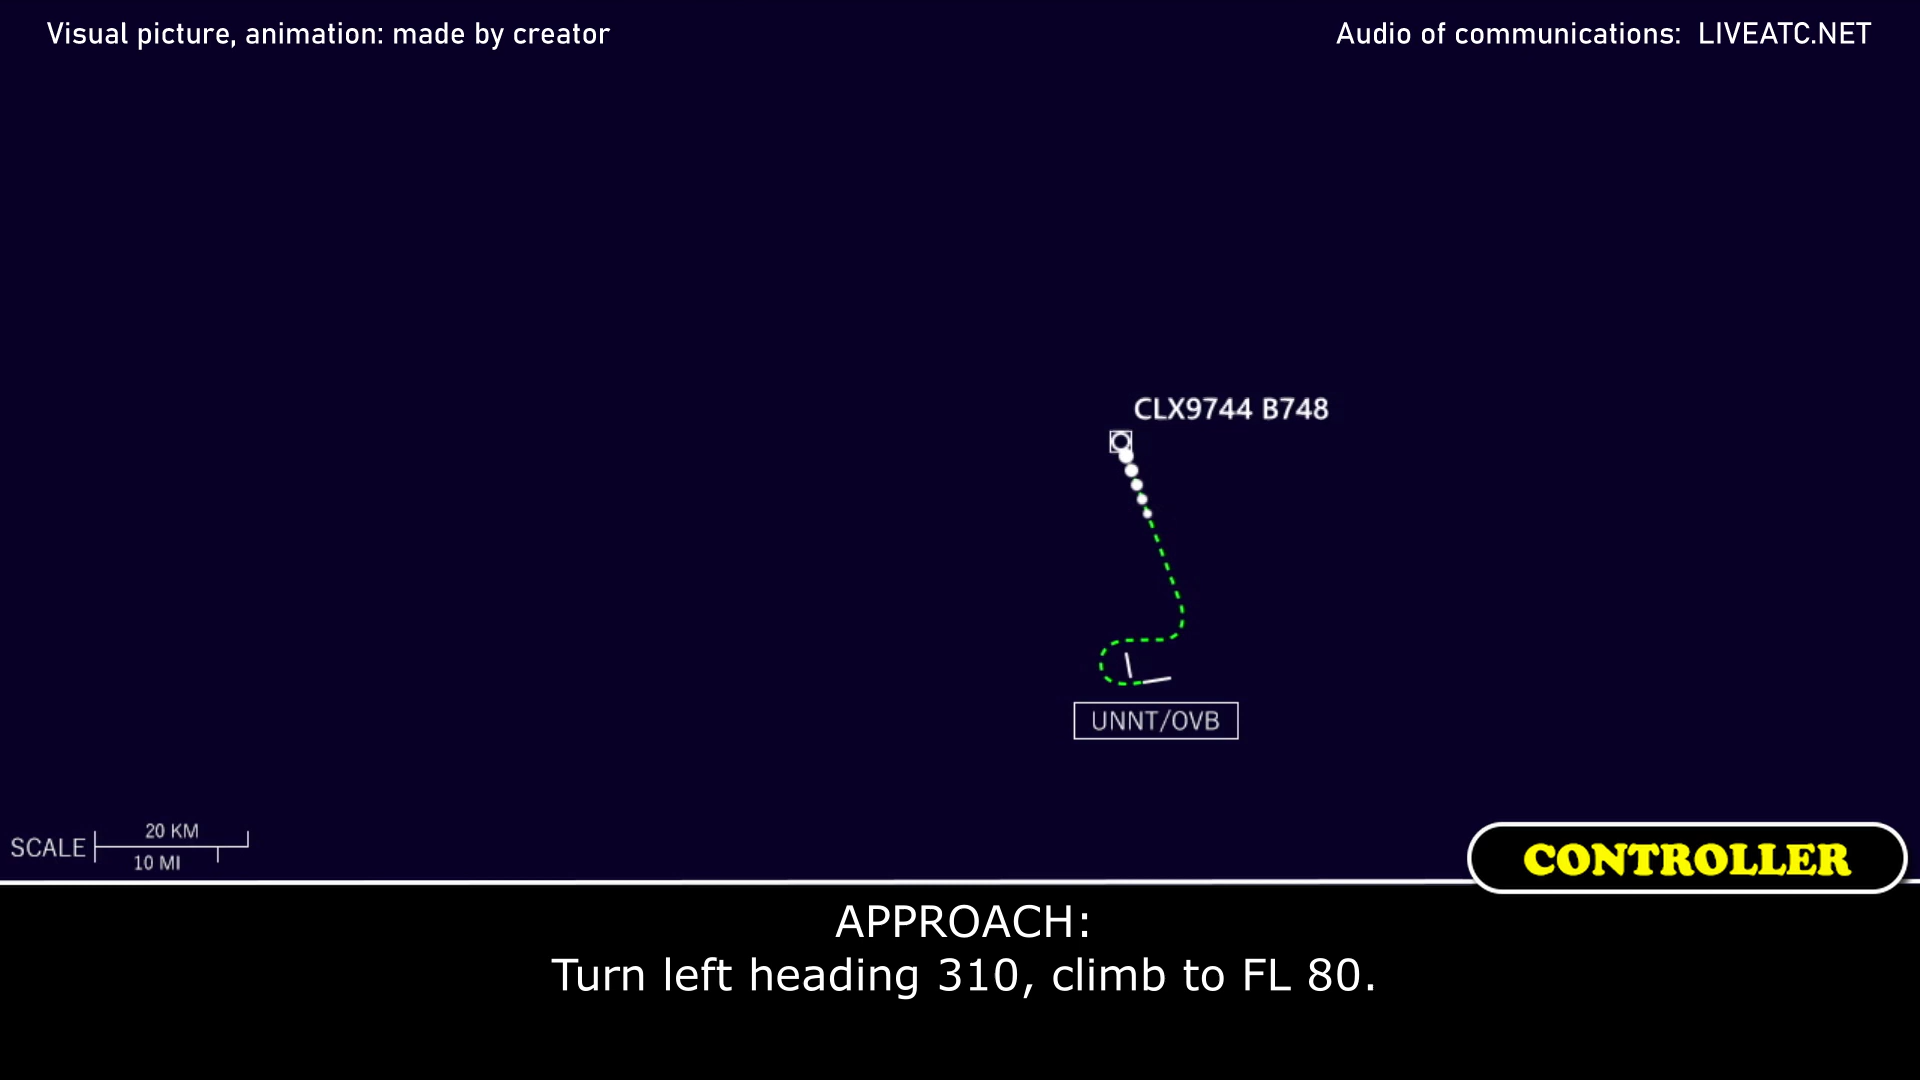 Visual picture, animation: made by creator
Audio of communications: LIVEATC.NET
CLX9744 B748
UNNT/OVB
SCALE
20 KM
10 MI
CONTROLLER
APPROACH:
Turn left heading 310, climb to FL 80.